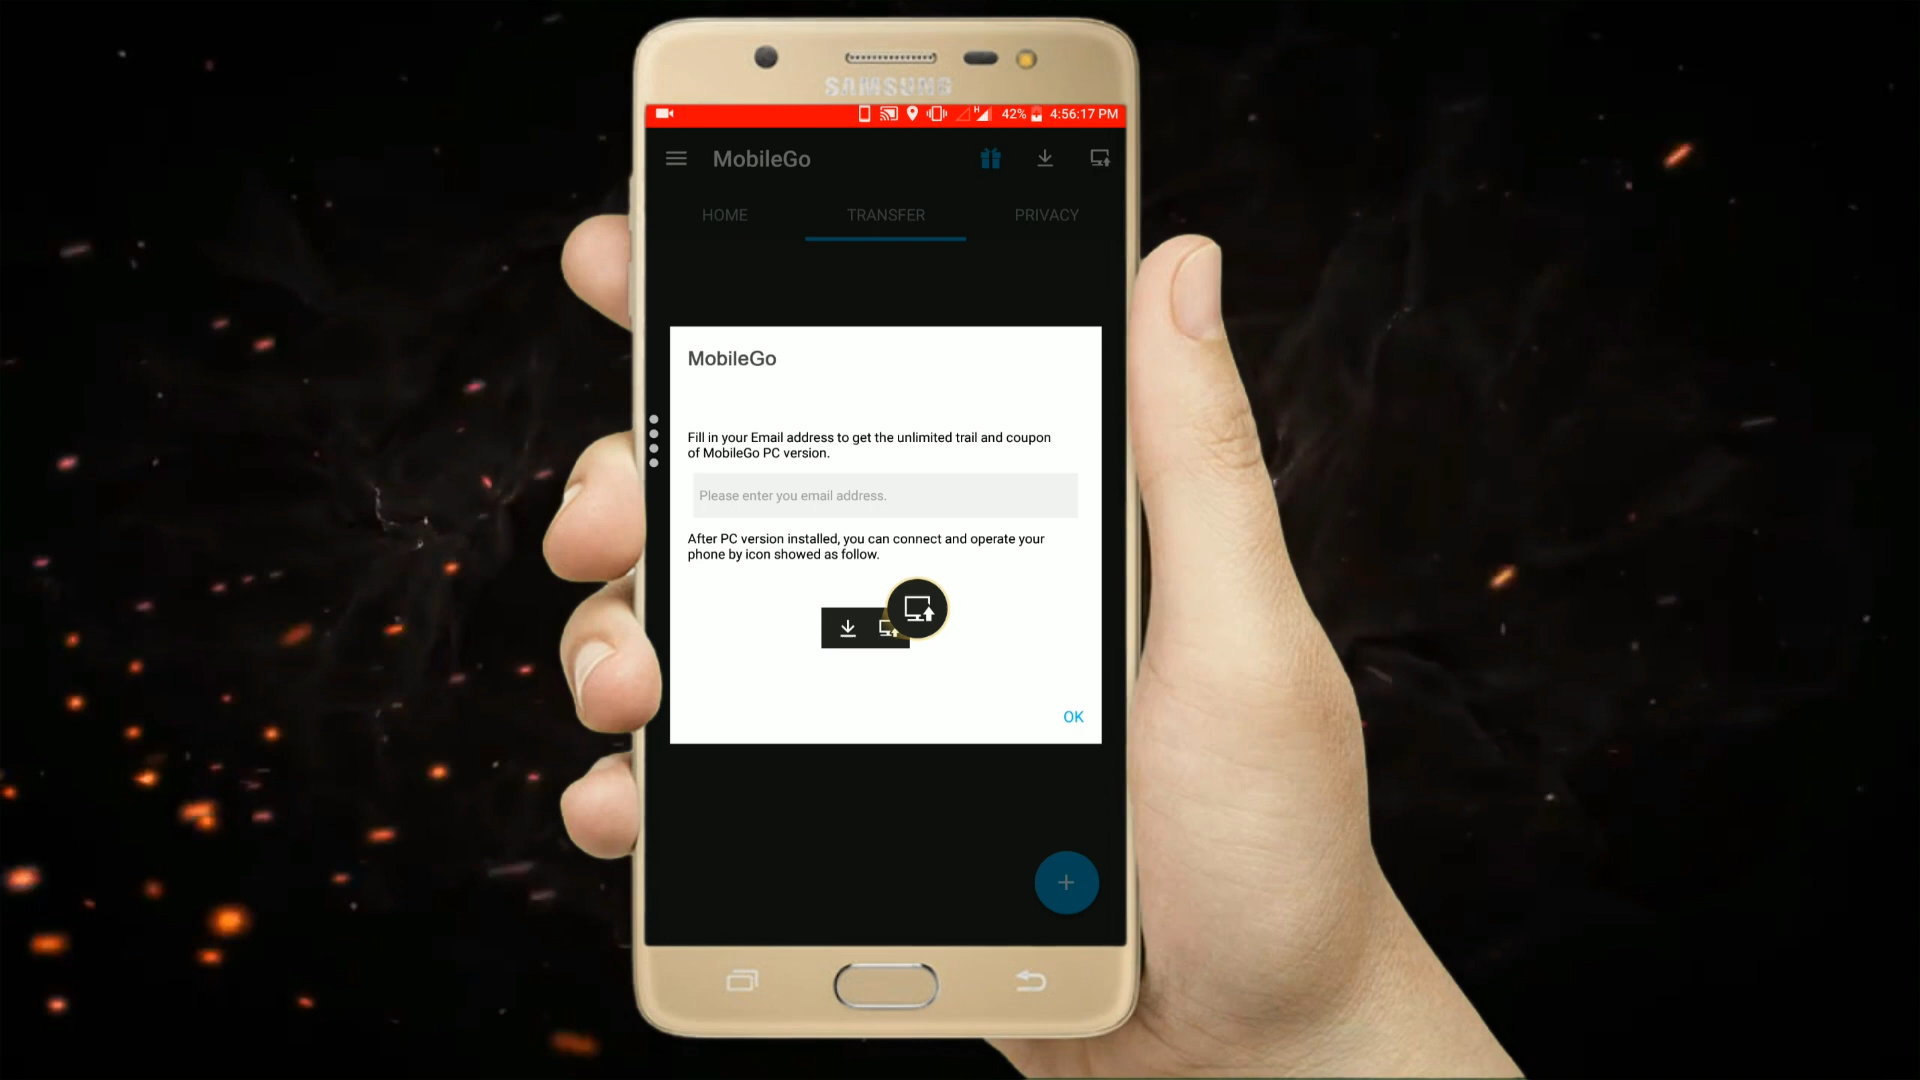 SAMSUNG
H 42% 4:56:17 PM
MobileGo
HOME TRANSFER PRIVACY
MobileGo
Fill in your Email address to get the unlimited trail and coupon
of MobileGo PC version.
Please enter you email address.
After PC version installed, you can connect and operate your
phone by icon showed as follow.
OK